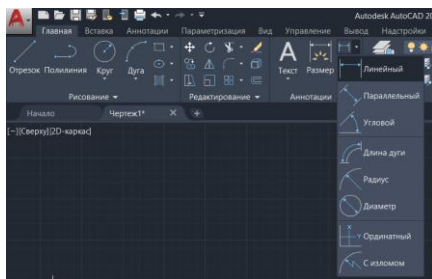 A.
Autodesk AutoCAD 20
Главная Вставка Аннотации Параметризация Вид Управление Вывод Надстройки
Отрезок Полилиния Круг Дуга Текст Размер
Рисование Редактирование Аннотации
Начало Чертеж1*
[−][Сверху][2D-каркас]
Линейный
Параллельный
Угловой
Длина дуги
Радиус
Диаметр
Ординатный
С изломом